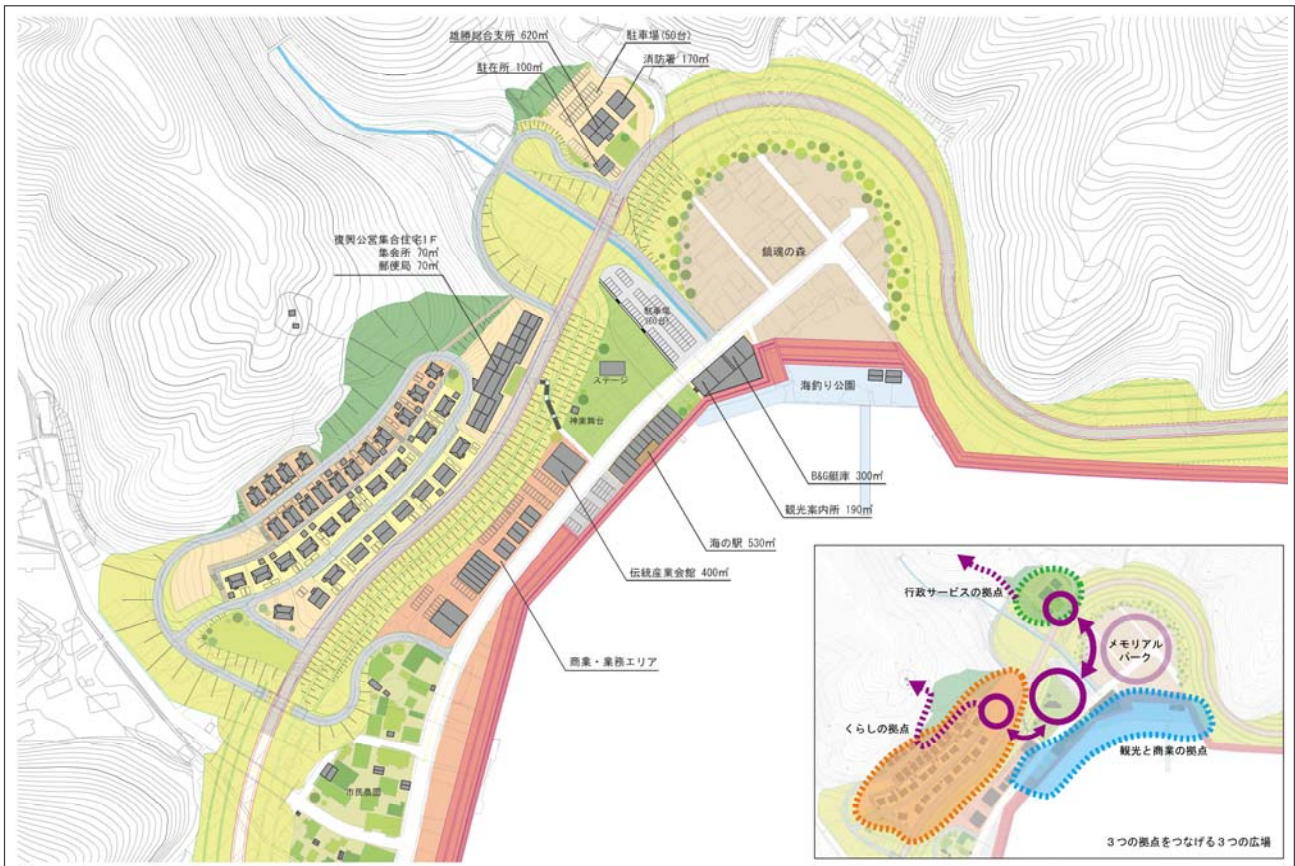 雄勝総合支所 620㎡
駐車場(50台)
駐在所 100㎡
消防署 170㎡
復興公営集合住宅1F
集会所 70㎡
郵便局 70㎡
鎮魂の森
駐車場
(60台)
ステージ
神楽舞台
海釣り公園
B&G艇庫 300㎡
観光案内所 190㎡
海の駅 530㎡
伝統産業会館 400㎡
商業・業務エリア
市民農園
行政サービスの拠点
メモリアル
パーク
くらしの拠点
観光と商業の拠点
3つの拠点をつなげる3つの広場